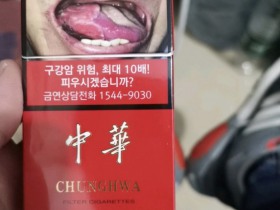 구강암 위험, 최대 10배!
피우시겠습니까?
금연상담전화 1544-9030
中華
CHUNGHWA
FILTER CIGARETTES